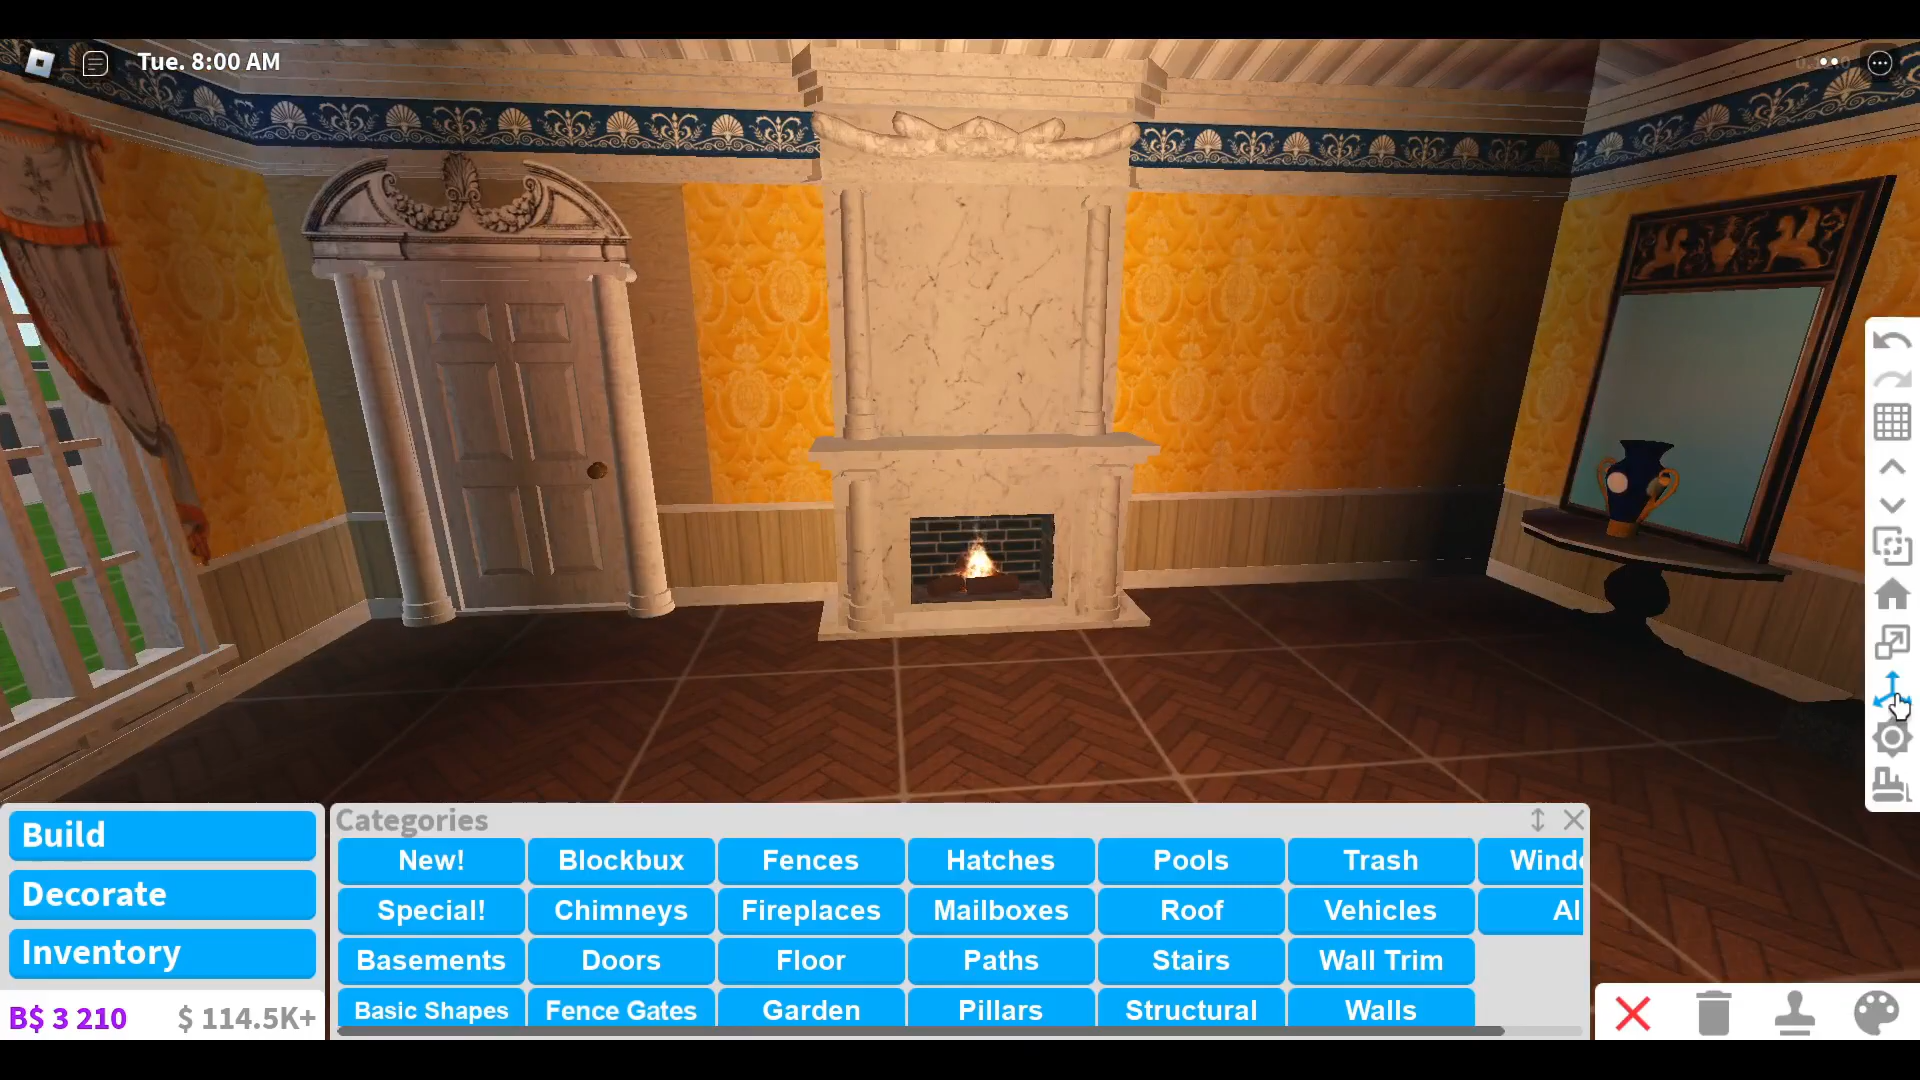 Tue. 8:00 AM
Build
Decorate
Inventory
B$ 3 210
$ 114.5K+
Categories
New! Blockbux Fences Hatches Pools Trash Wind
Special! Chimneys Fireplaces Mailboxes Roof Vehicles Al
Basements Doors Floor Paths Stairs Wall Trim
Basic Shapes Fence Gates Garden Pillars Structural Walls